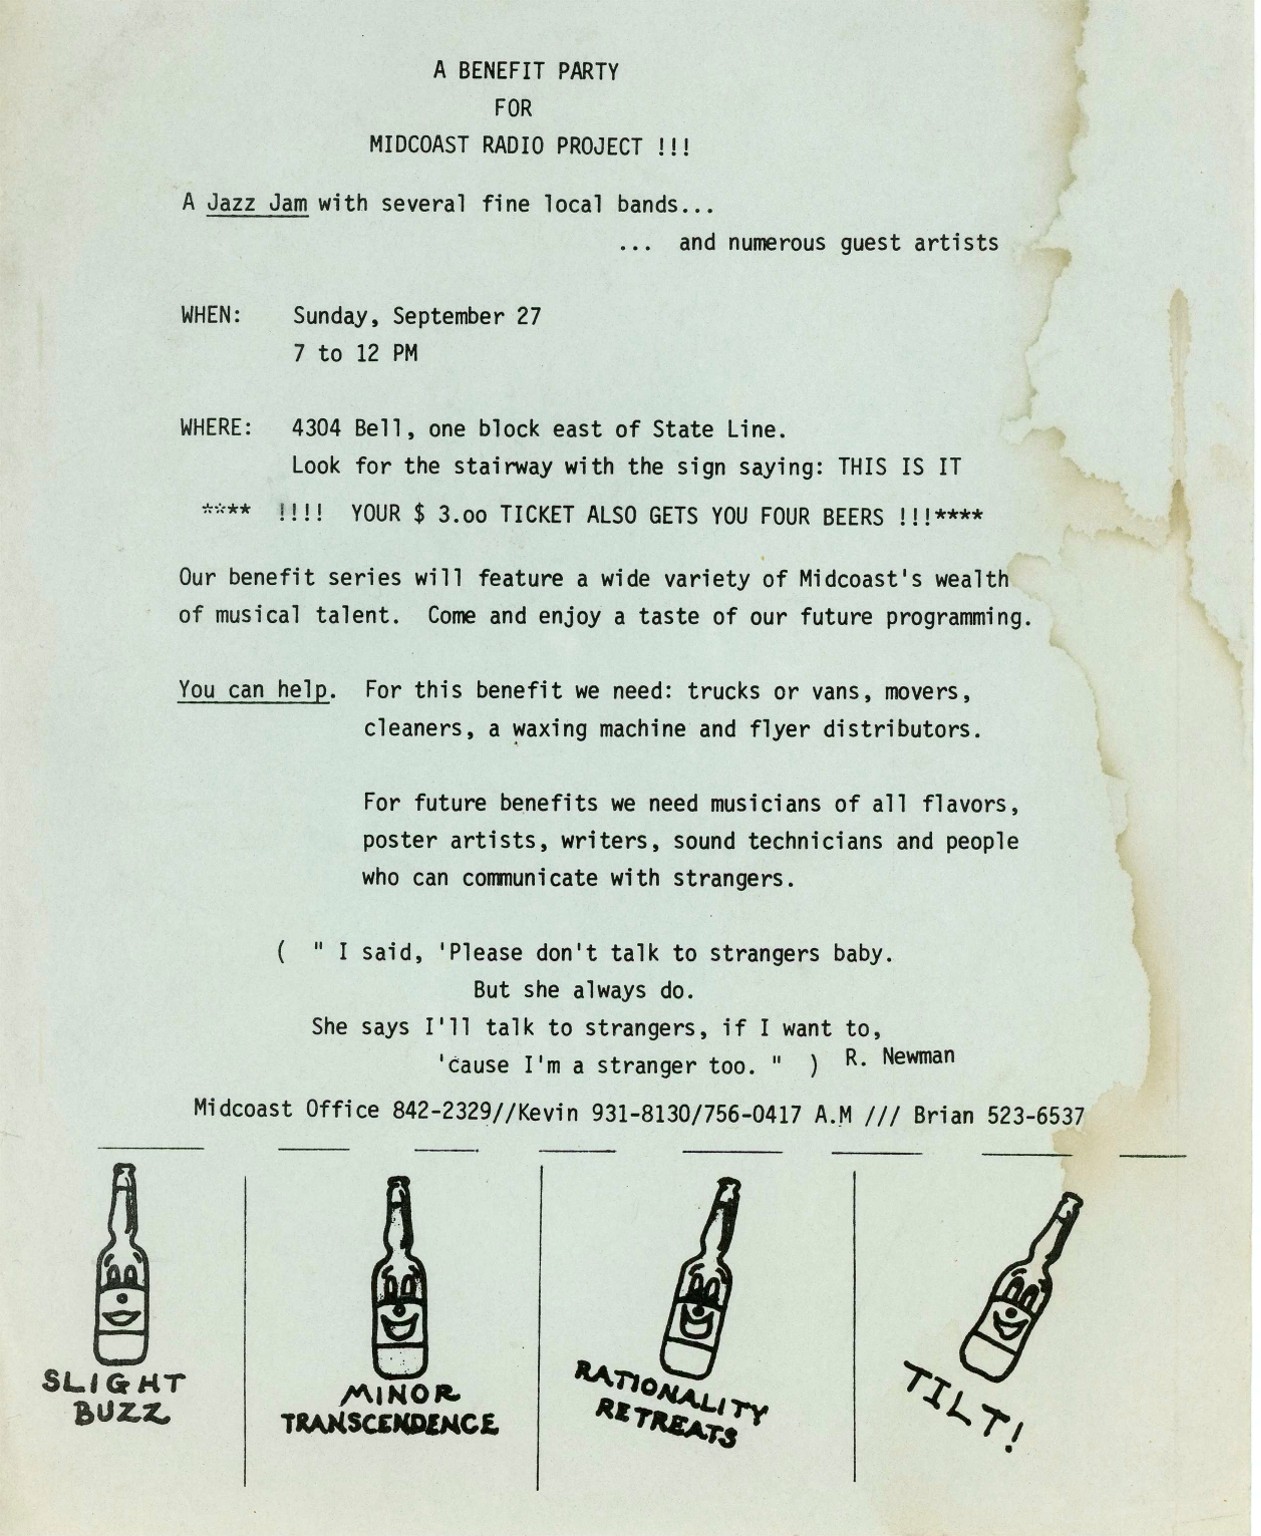 A BENEFIT PARTY
FOR
MIDCOAST RADIO PROJECT !!!
A Jazz Jam with several fine local bands...
... and numerous guest artists
WHEN: Sunday, September 27
7 to 12 PM
WHERE: 4304 Bell, one block east of State Line.
Look for the stairway with the sign saying: THIS IS IT
**** !!!! YOUR $ 3.oo TICKET ALSO GETS YOU FOUR BEERS !!!****
Our benefit series will feature a wide variety of Midcoast's wealth
of musical talent. Come and enjoy a taste of our future programming.
You can help. For this benefit we need: trucks or vans, movers,
cleaners, a waxing machine and flyer distributors.
For future benefits we need musicians of all flavors,
poster artists, writers, sound technicians and people
who can communicate with strangers.
( " I said, 'Please don't talk to strangers baby.
But she always do.
She says I'll talk to strangers, if I want to,
'cause I'm a stranger too. " ) R. Newman
Midcoast Office 842-2329//Kevin 931-8130/756-0417 A.M /// Brian 523-6537
SLIGHT
BUZZ
MINOR
TRANSCENDENCE
RATIONALITY
RETREATS
TILT!